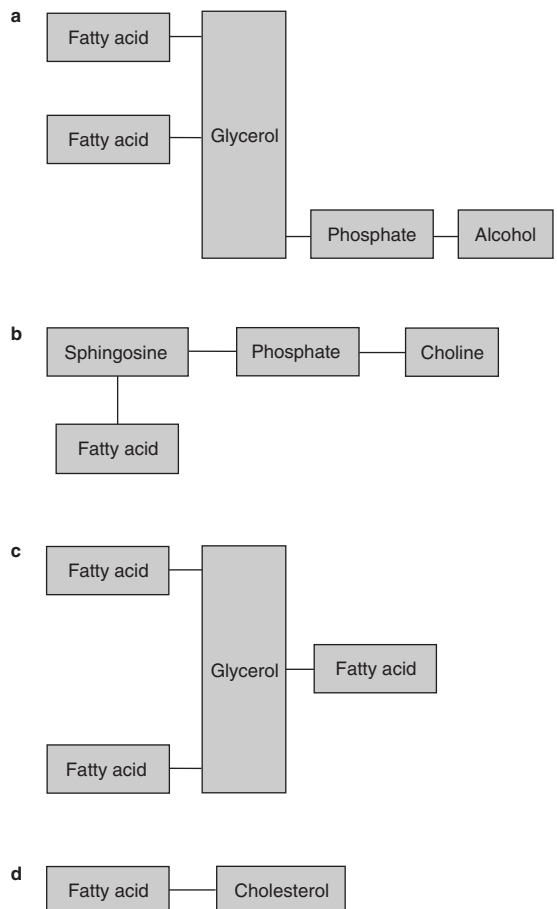 a
Fatty acid
Fatty acid
Glycerol
Phosphate
Alcohol
b
Sphingosine
Phosphate
Choline
Fatty acid
c
Fatty acid
Glycerol
Fatty acid
Fatty acid
d
Fatty acid
Cholesterol